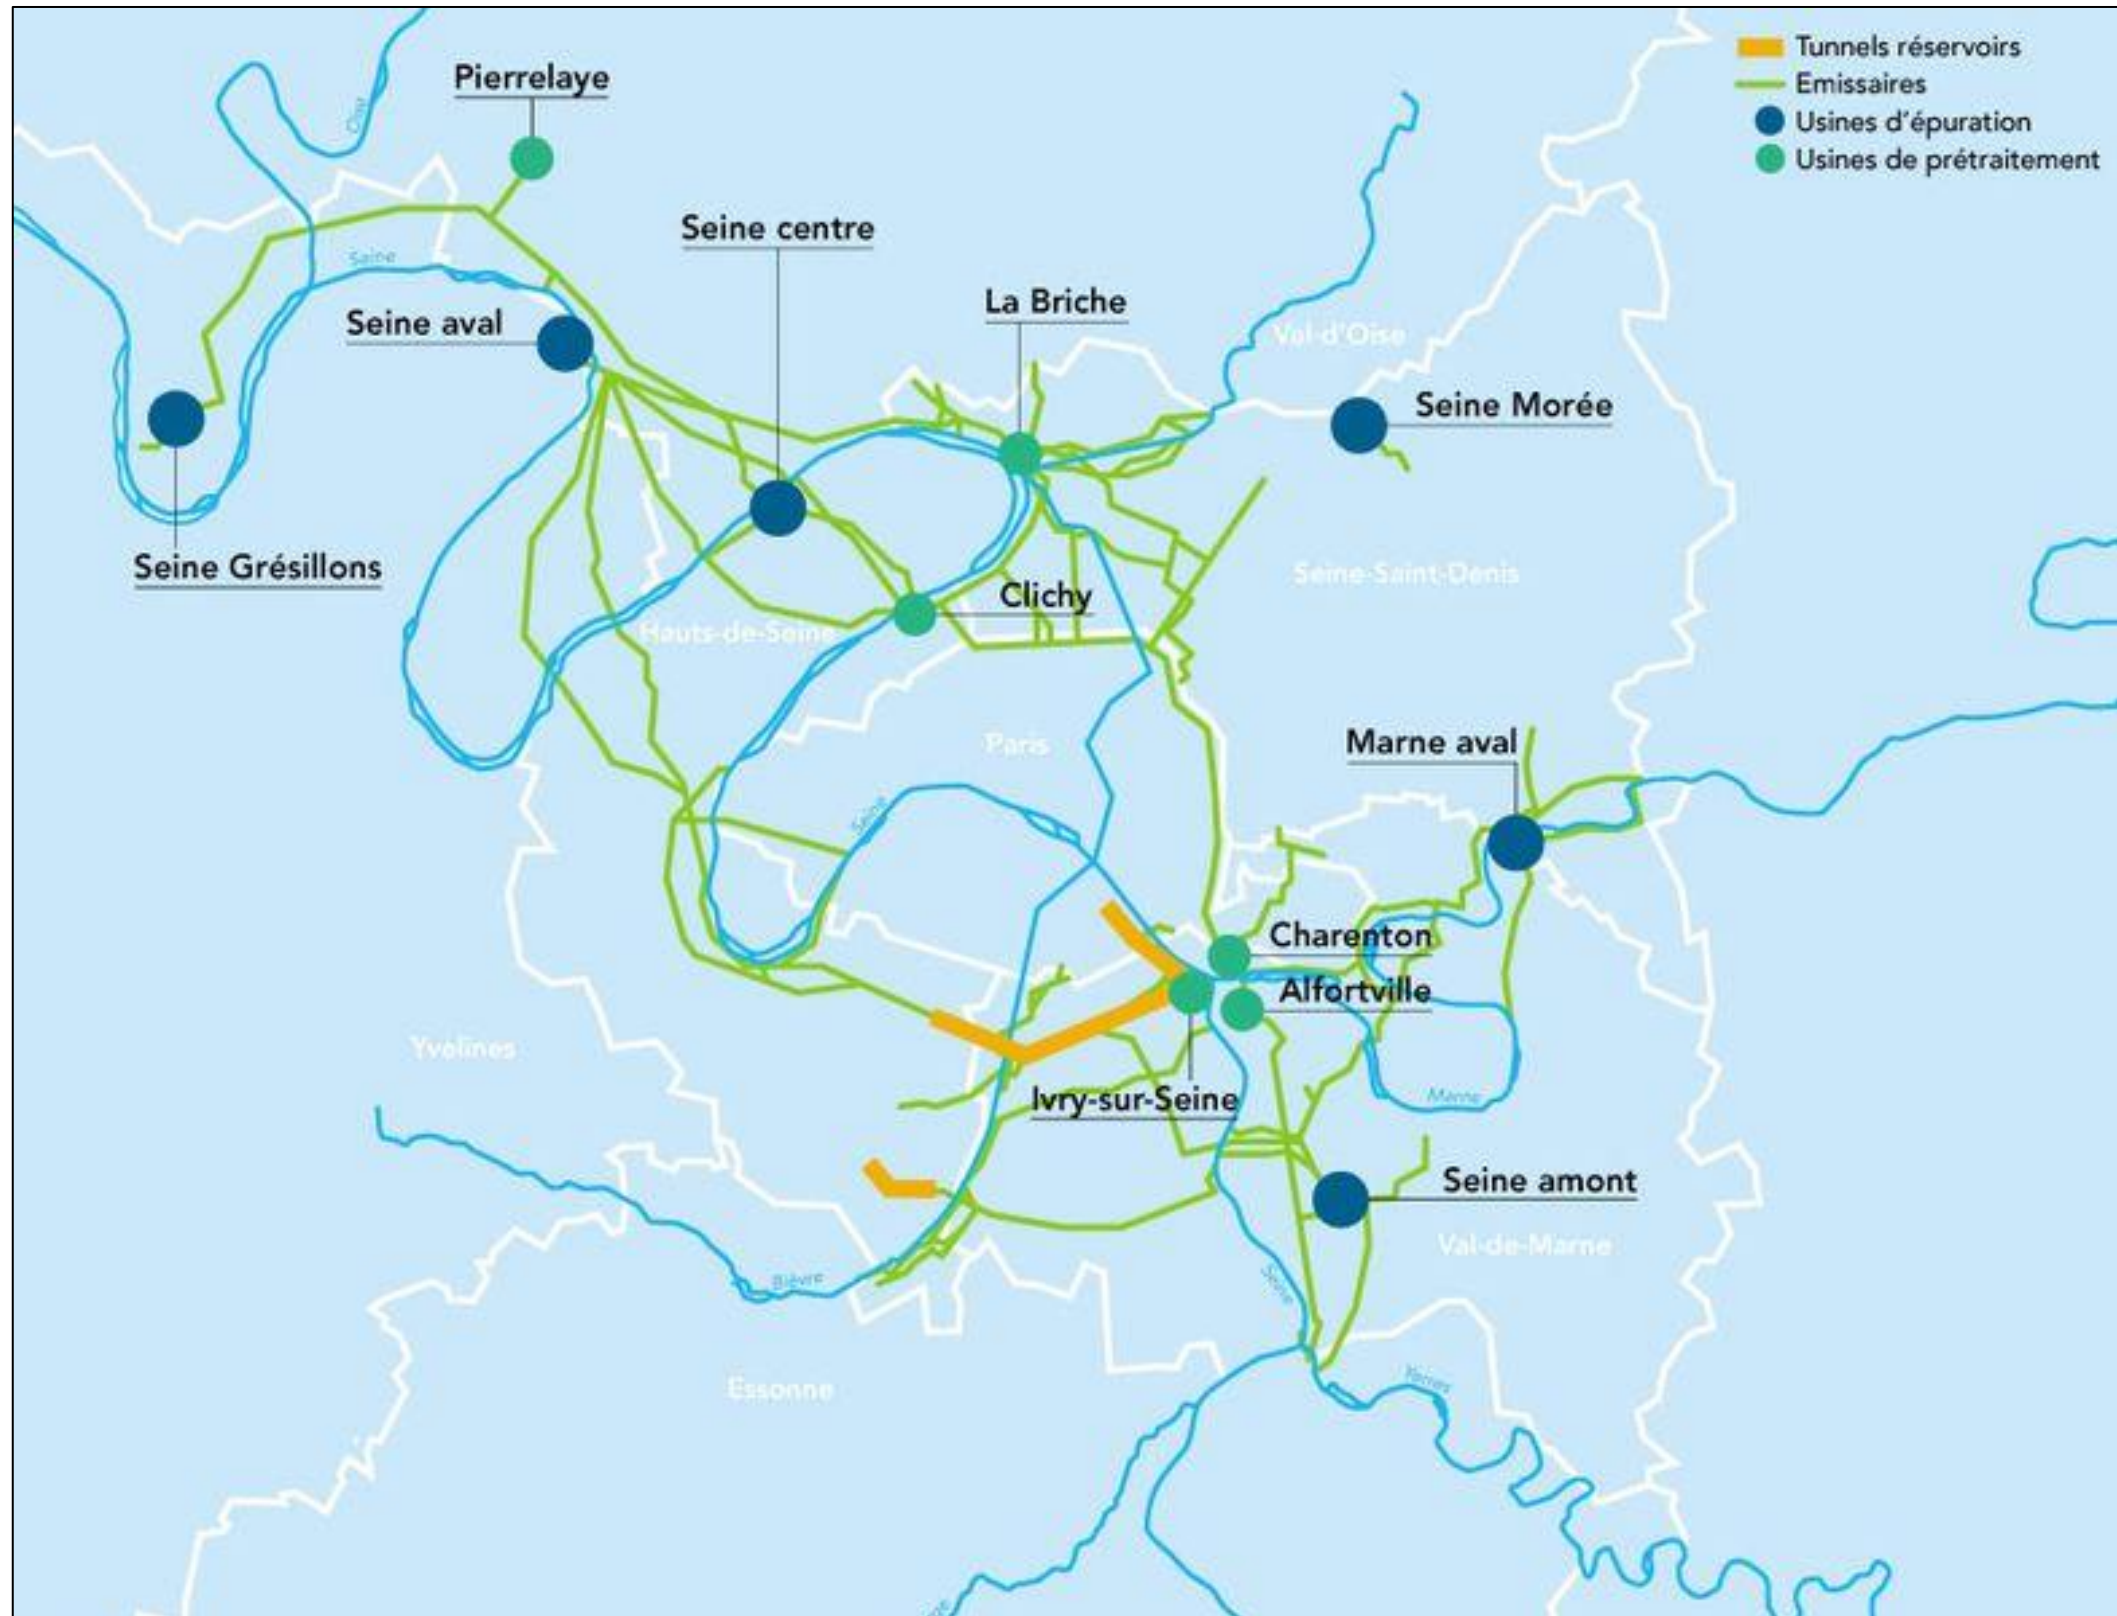 Tunnels réservoirs
Emissaires
Usines d'épuration
Usines de prétraitement
Pierrelaye
Oise
Seine centre
Seine
La Briche
Seine aval
Val-d'Oise
Seine Morée
Seine Grésillons
Seine-Saint-Denis
Clichy
Hauts-de-Seine
Paris
Marne aval
Seine
Charenton
Alfortville
Yvelines
Ivry-sur-Seine
Marne
Seine amont
Val-de-Marne
Bièvre
Seine
Essonne
Yerres